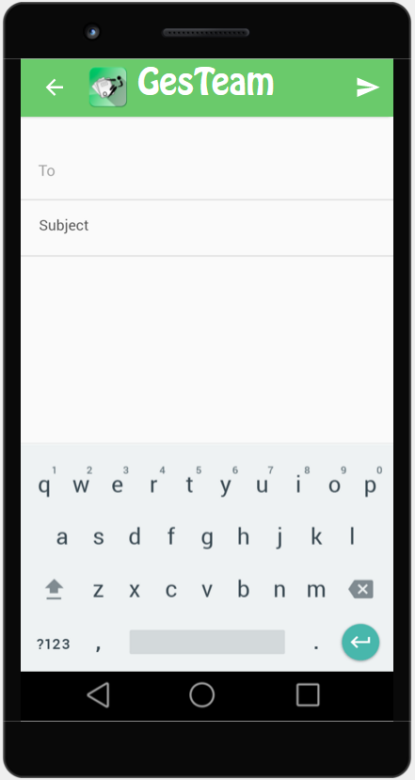 GesTeam
To
Subject
1 2 3 4 5 6 7 8 9 0
q w e r t y u i o p
a s d f g h j k l
z x c v b n m
?123 , .